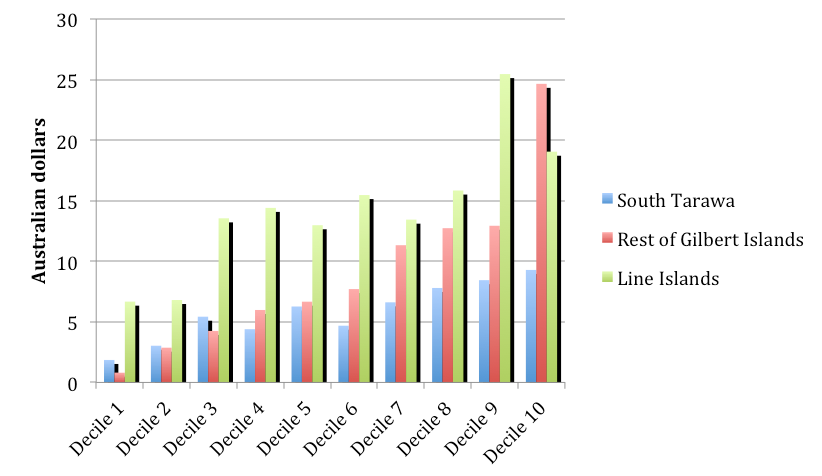 30
25
20
15
10
5
0
Australian dollars
Decile 1
Decile 2
Decile 3
Decile 4
Decile 5
Decile 6
Decile 7
Decile 8
Decile 9
Decile 10
South Tarawa
Rest of Gilbert Islands
Line Islands